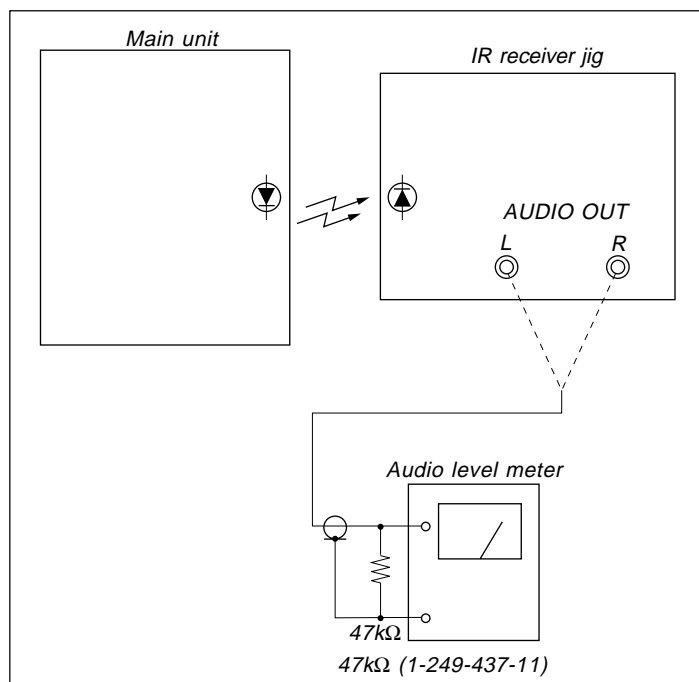 Main unit
IR receiver jig
AUDIO OUT
L R
Audio level meter
47kΩ
47kΩ (1-249-437-11)